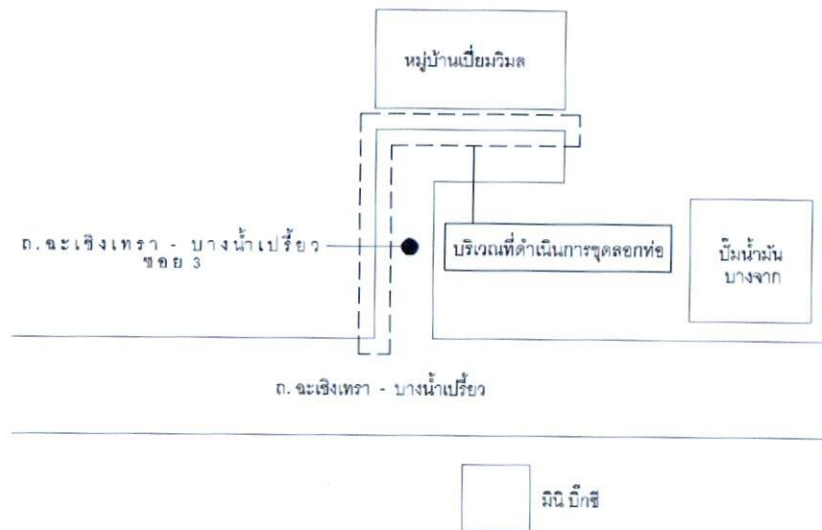 หมู่บ้านเปี่ยมวิมล
ถ.ฉะเชิงเทรา - บางน้ำเปรี้ยว
ซอย 3
บริเวณที่ดำเนินการขุดลอกท่อ
ปั๊มน้ำมัน
บางจาก
ถ.ฉะเชิงเทรา - บางน้ำเปรี้ยว
มินิ บิ๊กซี